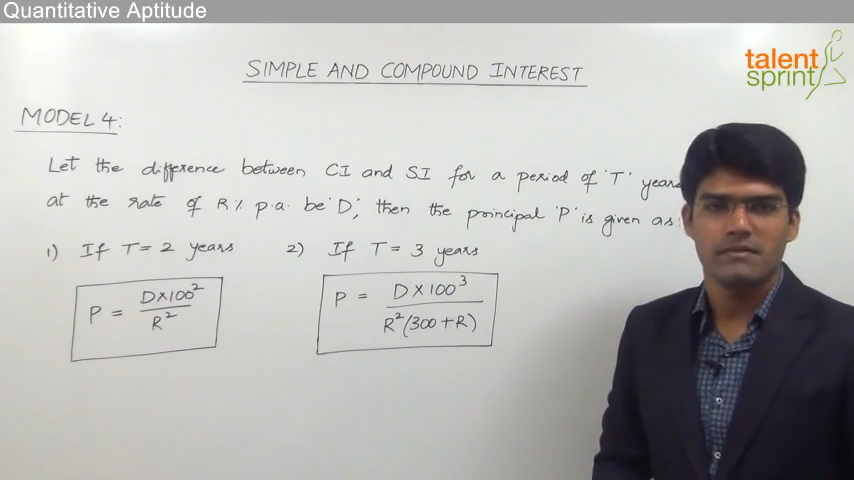 Quantitative Aptitude
talent
sprint
SIMPLE AND COMPOUND INTEREST
MODEL 4:
Let the difference between CI and SI for a period of 'T' years
at the rate of R% p.a. be 'D', then the principal 'P' is given as:
1) If T = 2 years 2) If T = 3 years
P = D×100² / R² P = D×100³ / R²(300+R)